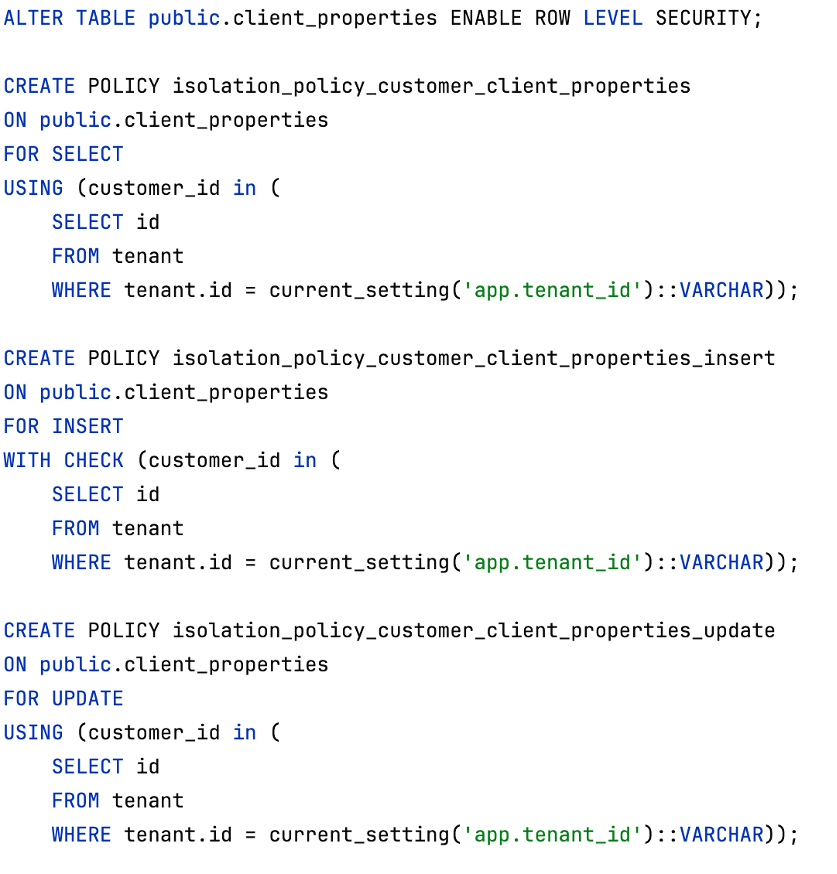 ALTER TABLE public.client_properties ENABLE ROW LEVEL SECURITY;

CREATE POLICY isolation_policy_customer_client_properties
ON public.client_properties
FOR SELECT
USING (customer_id in (
    SELECT id
    FROM tenant
    WHERE tenant.id = current_setting('app.tenant_id')::VARCHAR));

CREATE POLICY isolation_policy_customer_client_properties_insert
ON public.client_properties
FOR INSERT
WITH CHECK (customer_id in (
    SELECT id
    FROM tenant
    WHERE tenant.id = current_setting('app.tenant_id')::VARCHAR));

CREATE POLICY isolation_policy_customer_client_properties_update
ON public.client_properties
FOR UPDATE
USING (customer_id in (
    SELECT id
    FROM tenant
    WHERE tenant.id = current_setting('app.tenant_id')::VARCHAR));